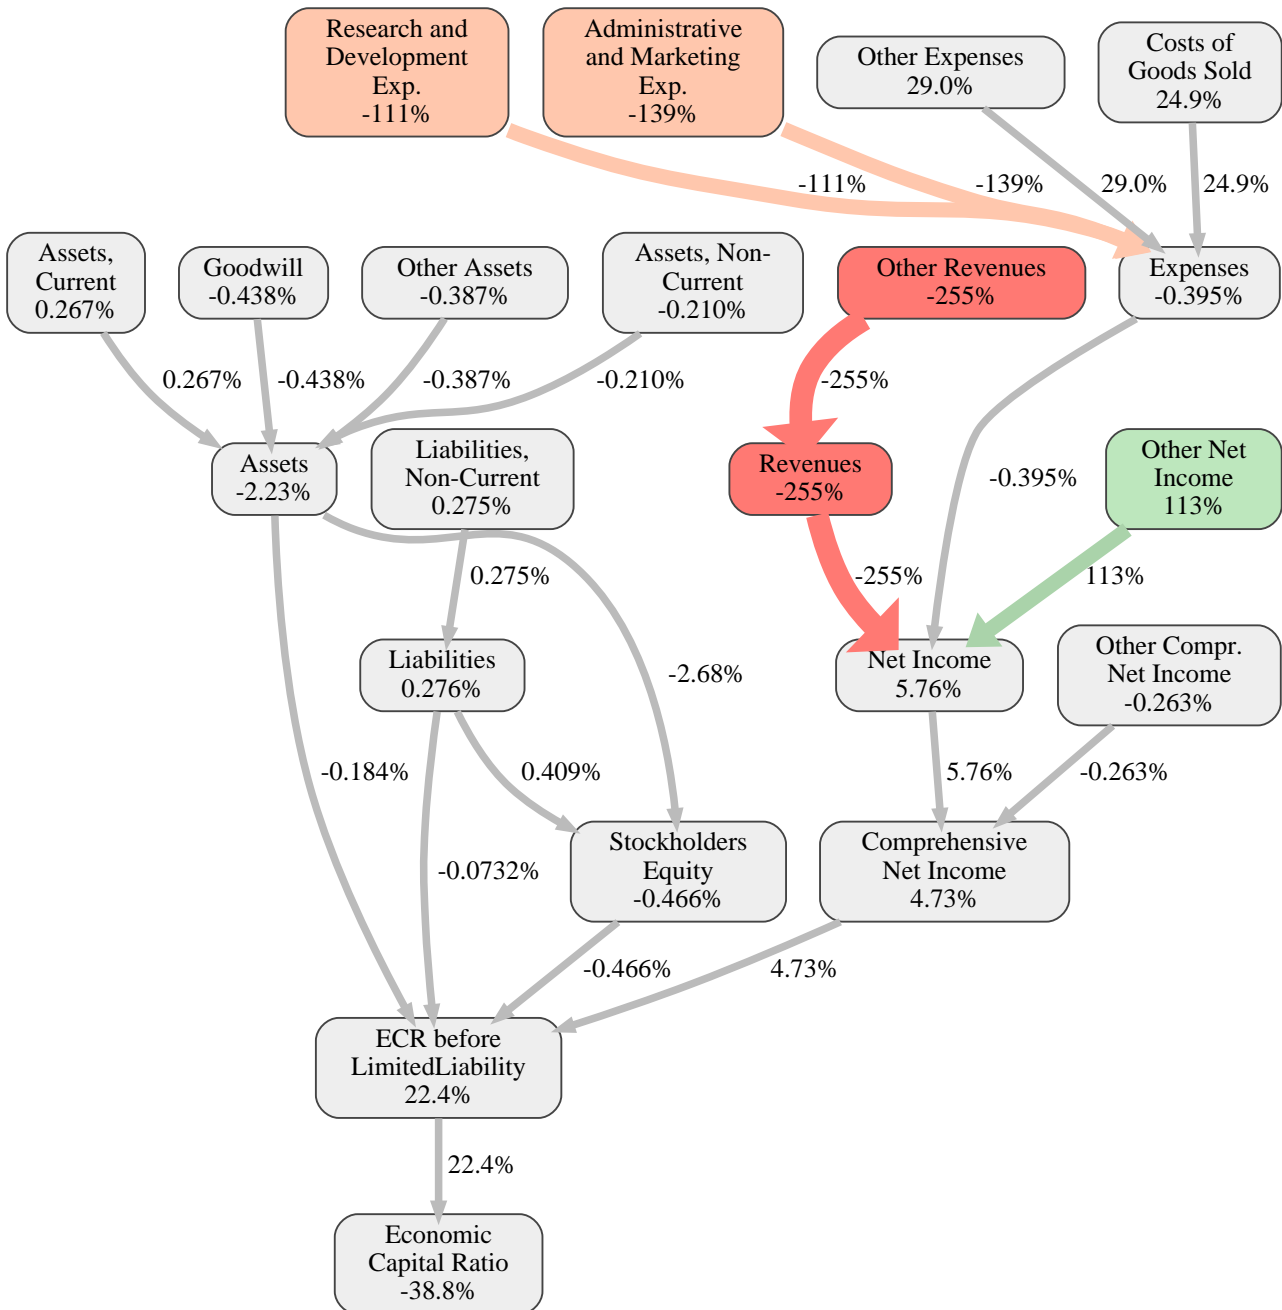 Research and
Development
Exp.
-111%
Administrative
and Marketing
Exp.
-139%
Other Expenses
29.0%
Costs of
Goods Sold
24.9%
-111%
-139%
29.0%
24.9%
Assets,
Current
0.267%
Goodwill
-0.438%
Other Assets
-0.387%
Assets, Non-
Current
-0.210%
Other Revenues
-255%
Expenses
-0.395%
0.267%
-0.438%
-0.387%
-0.210%
-255%
Assets
-2.23%
Liabilities,
Non-Current
0.275%
Revenues
-255%
-0.395%
Other Net
Income
113%
0.275%
-255%
113%
Liabilities
0.276%
-2.68%
Net Income
5.76%
Other Compr.
Net Income
-0.263%
-0.184%
0.409%
5.76%
-0.263%
-0.0732%
Stockholders
Equity
-0.466%
Comprehensive
Net Income
4.73%
-0.466%
4.73%
ECR before
LimitedLiability
22.4%
22.4%
Economic
Capital Ratio
-38.8%